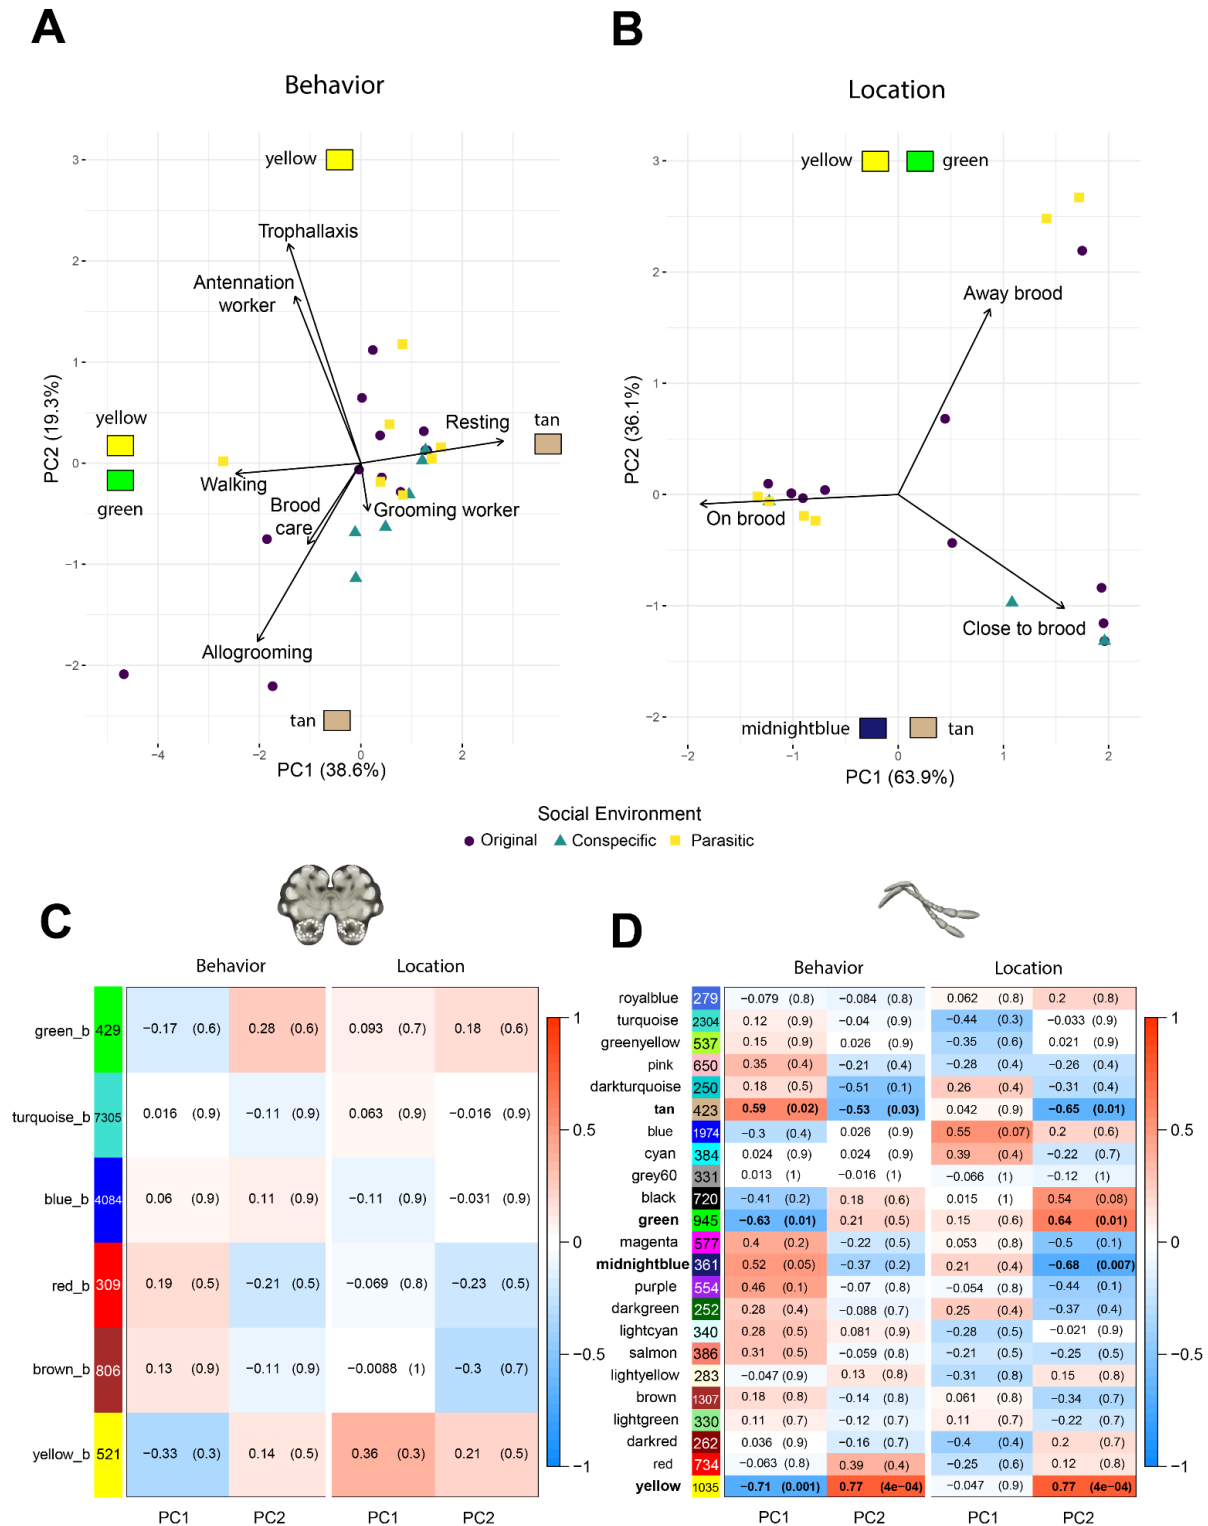 A
B
Behavior
Location
yellow
3
2
1
0
−1
−2
Trophallaxis
Antennation
worker
yellow
green
Resting
tan
Walking
Brood
care
Grooming worker
Allogrooming
tan
PC2 (19.3%)
−4
−2
0
2
PC1 (38.6%)
yellow
green
3
2
1
0
−1
−2
Away brood
On brood
Close to brood
midnightblue
tan
PC2 (36.1%)
−2
−1
0
1
2
PC1 (63.9%)
Social Environment
Original Conspecific Parasitic
C
Behavior Location
green_b 429 −0.17 (0.6) 0.28 (0.6) 0.093 (0.7) 0.18 (0.6)
turquoise_b 7305 0.016 (0.9) −0.11 (0.9) 0.063 (0.9) −0.016 (0.9)
blue_b 4084 0.06 (0.9) 0.11 (0.9) −0.11 (0.9) −0.031 (0.9)
red_b 309 0.19 (0.5) −0.21 (0.5) −0.069 (0.8) −0.23 (0.5)
brown_b 806 0.13 (0.9) −0.11 (0.9) −0.0088 (1) −0.3 (0.7)
yellow_b 521 −0.33 (0.3) 0.14 (0.5) 0.36 (0.3) 0.21 (0.5)
PC1 PC2 PC1 PC2
1
0.5
0
−0.5
−1
D
Behavior Location
royalblue 279 −0.079 (0.8) −0.084 (0.8) 0.062 (0.8) 0.2 (0.8)
turquoise 2304 0.12 (0.9) −0.04 (0.9) −0.44 (0.3) −0.033 (0.9)
greenyellow 537 0.15 (0.9) 0.026 (0.9) −0.35 (0.6) 0.021 (0.9)
pink 650 0.35 (0.4) −0.21 (0.4) −0.28 (0.4) −0.26 (0.4)
darkturquoise 250 0.18 (0.5) −0.51 (0.1) 0.26 (0.4) −0.31 (0.4)
tan 423 0.59 (0.02) −0.53 (0.03) 0.042 (0.9) −0.65 (0.01)
blue 1974 −0.3 (0.4) 0.026 (0.9) 0.55 (0.07) 0.2 (0.6)
cyan 384 0.024 (0.9) 0.024 (0.9) 0.39 (0.4) −0.22 (0.7)
grey60 331 0.013 (1) −0.016 (1) −0.066 (1) −0.12 (1)
black 720 −0.41 (0.2) 0.18 (0.6) 0.015 (1) 0.54 (0.08)
green 945 −0.63 (0.01) 0.21 (0.5) 0.15 (0.6) 0.64 (0.01)
magenta 577 0.4 (0.2) −0.22 (0.5) 0.053 (0.8) −0.5 (0.1)
midnightblue 361 0.52 (0.05) −0.37 (0.2) 0.21 (0.4) −0.68 (0.007)
purple 554 0.46 (0.1) −0.07 (0.8) −0.054 (0.8) −0.44 (0.1)
darkgreen 252 0.28 (0.4) −0.088 (0.7) 0.25 (0.4) −0.37 (0.4)
lightcyan 340 0.28 (0.5) 0.081 (0.9) −0.28 (0.5) −0.021 (0.9)
salmon 386 0.31 (0.5) −0.059 (0.8) −0.21 (0.5) −0.25 (0.5)
lightyellow 283 −0.047 (0.9) 0.13 (0.8) −0.31 (0.8) 0.15 (0.8)
brown 1307 0.18 (0.8) −0.14 (0.8) 0.061 (0.8) −0.34 (0.7)
lightgreen 330 0.11 (0.7) −0.12 (0.7) 0.11 (0.7) −0.22 (0.7)
darkred 262 0.036 (0.9) −0.16 (0.7) −0.4 (0.4) 0.2 (0.7)
red 734 −0.063 (0.8) 0.39 (0.4) −0.25 (0.6) 0.12 (0.8)
yellow 1035 −0.71 (0.001) 0.77 (4e−04) −0.047 (0.9) 0.77 (4e−04)
PC1 PC2 PC1 PC2
1
0.5
0
−0.5
−1